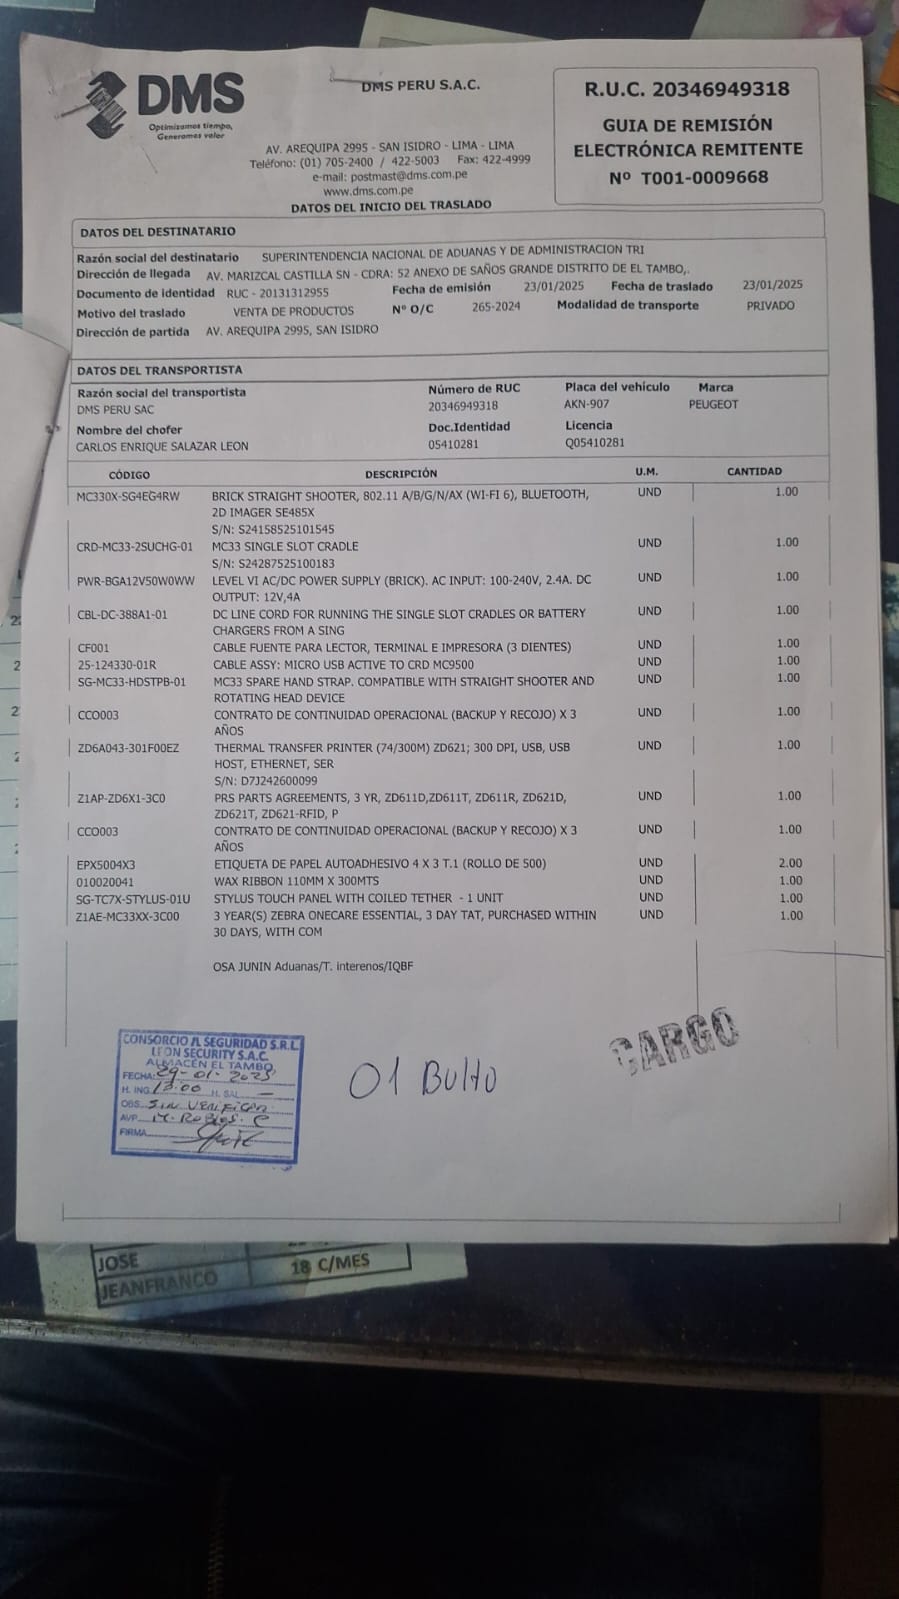 DMS
Optimizamos tiempo,
Generamos valor
DMS PERU S.A.C.
AV. AREQUIPA 2995 - SAN ISIDRO - LIMA - LIMA
Teléfono: (01) 705-2400 / 422-5003 Fax: 422-4999
e-mail: postmast@dms.com.pe
www.dms.com.pe
DATOS DEL INICIO DEL TRASLADO
R.U.C. 20346949318
GUIA DE REMISIÓN
ELECTRÓNICA REMITENTE
Nº T001-0009668
DATOS DEL DESTINATARIO
Razón social del destinatario SUPERINTENDENCIA NACIONAL DE ADUANAS Y DE ADMINISTRACION TRI
Dirección de llegada AV. MARIZCAL CASTILLA SN - CDRA: 52 ANEXO DE SAÑOS GRANDE DISTRITO DE EL TAMBO,.
Documento de identidad RUC - 20131312955 Fecha de emisión 23/01/2025 Fecha de traslado 23/01/2025
Motivo del traslado VENTA DE PRODUCTOS Nº O/C 265-2024 Modalidad de transporte PRIVADO
Dirección de partida AV. AREQUIPA 2995, SAN ISIDRO
DATOS DEL TRANSPORTISTA
Razón social del transportista Número de RUC Placa del vehículo Marca
DMS PERU SAC 20346949318 AKN-907 PEUGEOT
Nombre del chofer Doc.Identidad Licencia
CARLOS ENRIQUE SALAZAR LEON 05410281 Q05410281
CÓDIGO DESCRIPCIÓN U.M. CANTIDAD
MC330X-SG4EG4RW BRICK STRAIGHT SHOOTER, 802.11 A/B/G/N/AX (WI-FI 6), BLUETOOTH, UND 1.00
2D IMAGER SE485X
S/N: S24158525101545
CRD-MC33-2SUCHG-01 MC33 SINGLE SLOT CRADLE UND 1.00
S/N: S24287525100183
PWR-BGA12V50W0WW LEVEL VI AC/DC POWER SUPPLY (BRICK). AC INPUT: 100-240V, 2.4A. DC UND 1.00
OUTPUT: 12V,4A
CBL-DC-388A1-01 DC LINE CORD FOR RUNNING THE SINGLE SLOT CRADLES OR BATTERY UND 1.00
CHARGERS FROM A SING
CF001 CABLE FUENTE PARA LECTOR, TERMINAL E IMPRESORA (3 DIENTES) UND 1.00
25-124330-01R CABLE ASSY: MICRO USB ACTIVE TO CRD MC9500 UND 1.00
SG-MC33-HDSTPB-01 MC33 SPARE HAND STRAP. COMPATIBLE WITH STRAIGHT SHOOTER AND UND 1.00
ROTATING HEAD DEVICE
CCO003 CONTRATO DE CONTINUIDAD OPERACIONAL (BACKUP Y RECOJO) X 3 UND 1.00
AÑOS
ZD6A043-301F00EZ THERMAL TRANSFER PRINTER (74/300M) ZD621; 300 DPI, USB, USB UND 1.00
HOST, ETHERNET, SER
S/N: D7J242600099
Z1AP-ZD6X1-3C0 PRS PARTS AGREEMENTS, 3 YR, ZD611D,ZD611T, ZD611R, ZD621D, UND 1.00
ZD621T, ZD621-RFID, P
CCO003 CONTRATO DE CONTINUIDAD OPERACIONAL (BACKUP Y RECOJO) X 3 UND 1.00
AÑOS
EPX5004X3 ETIQUETA DE PAPEL AUTOADHESIVO 4 X 3 T.1 (ROLLO DE 500) UND 2.00
010020041 WAX RIBBON 110MM X 300MTS UND 1.00
SG-TC7X-STYLUS-01U STYLUS TOUCH PANEL WITH COILED TETHER - 1 UNIT UND 1.00
Z1AE-MC33XX-3C00 3 YEAR(S) ZEBRA ONECARE ESSENTIAL, 3 DAY TAT, PURCHASED WITHIN UND 1.00
30 DAYS, WITH COM
OSA JUNIN Aduanas/T. interenos/IQBF
CONSORCIO JL SEGURIDAD S.R.L.
LEON SECURITY S.A.C.
ALMACÉN EL TAMBO
FECHA: 29-01-2025
H. ING. 13:00 H. SAL —
OBS. SIN VERIFICAR
AVP M. ROBLES. C
FIRMA
01 BULTO
CARGO
JOSE
JEANFRANCO
18 C/MES